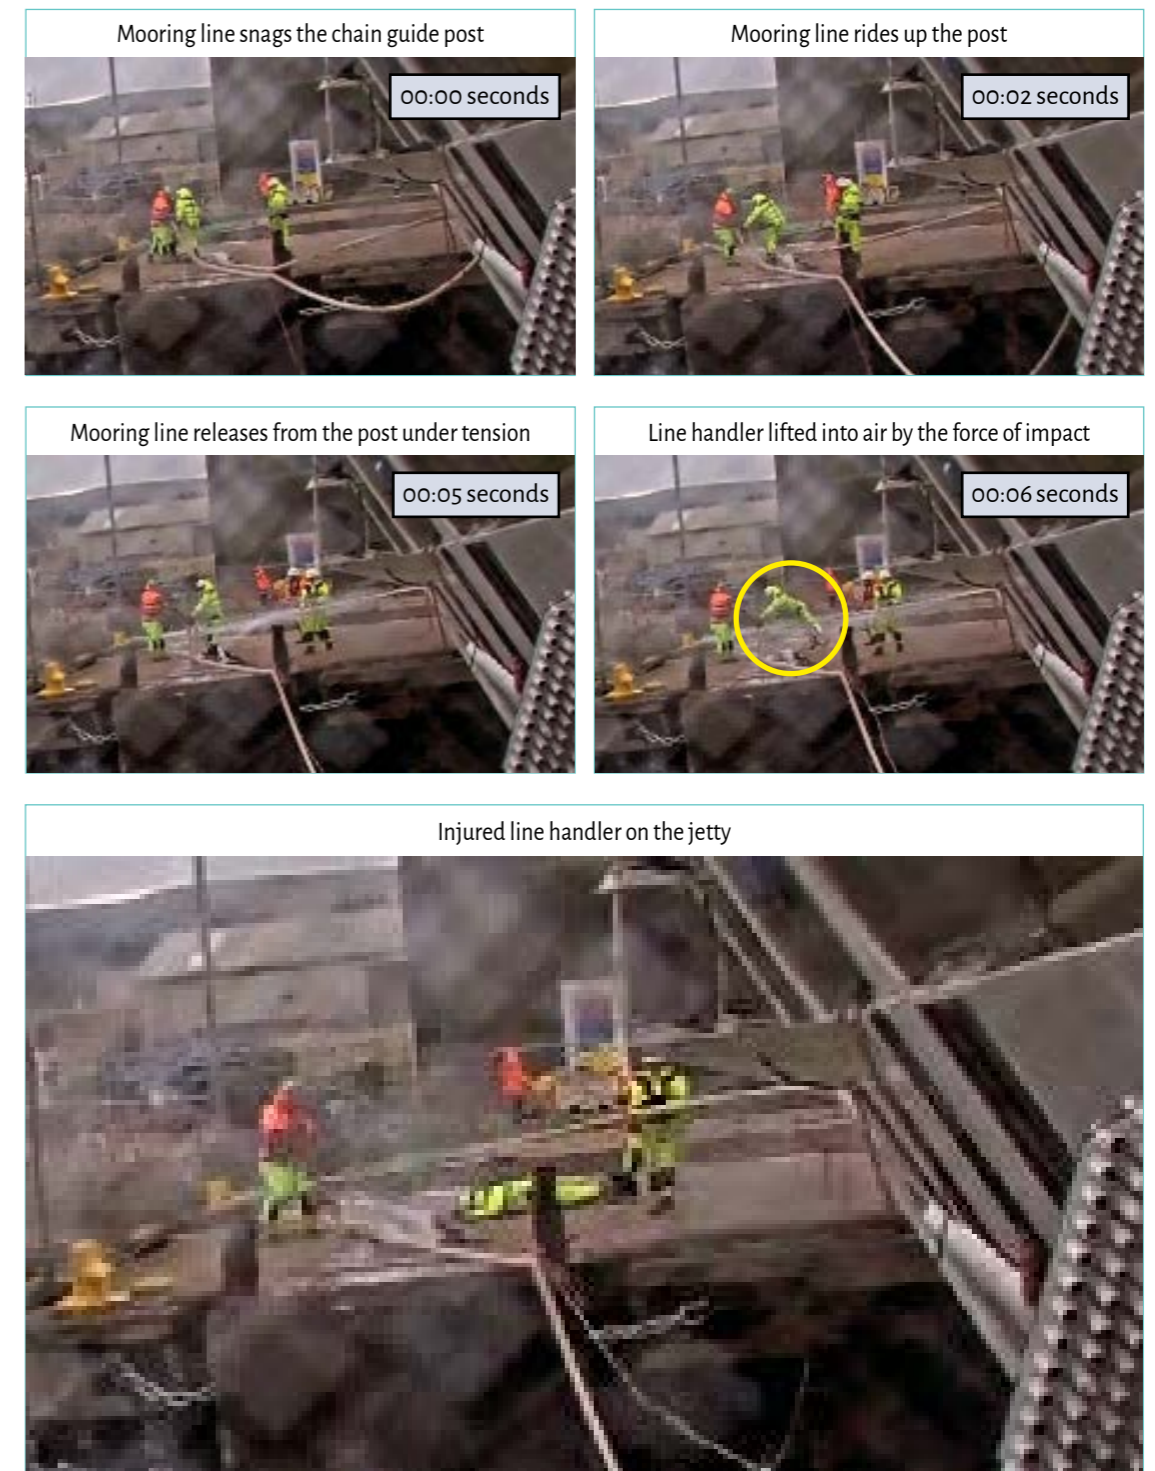 Mooring line snags the chain guide post
00:00 seconds
Mooring line rides up the post
00:02 seconds
Mooring line releases from the post under tension
00:05 seconds
Line handler lifted into air by the force of impact
00:06 seconds
Injured line handler on the jetty